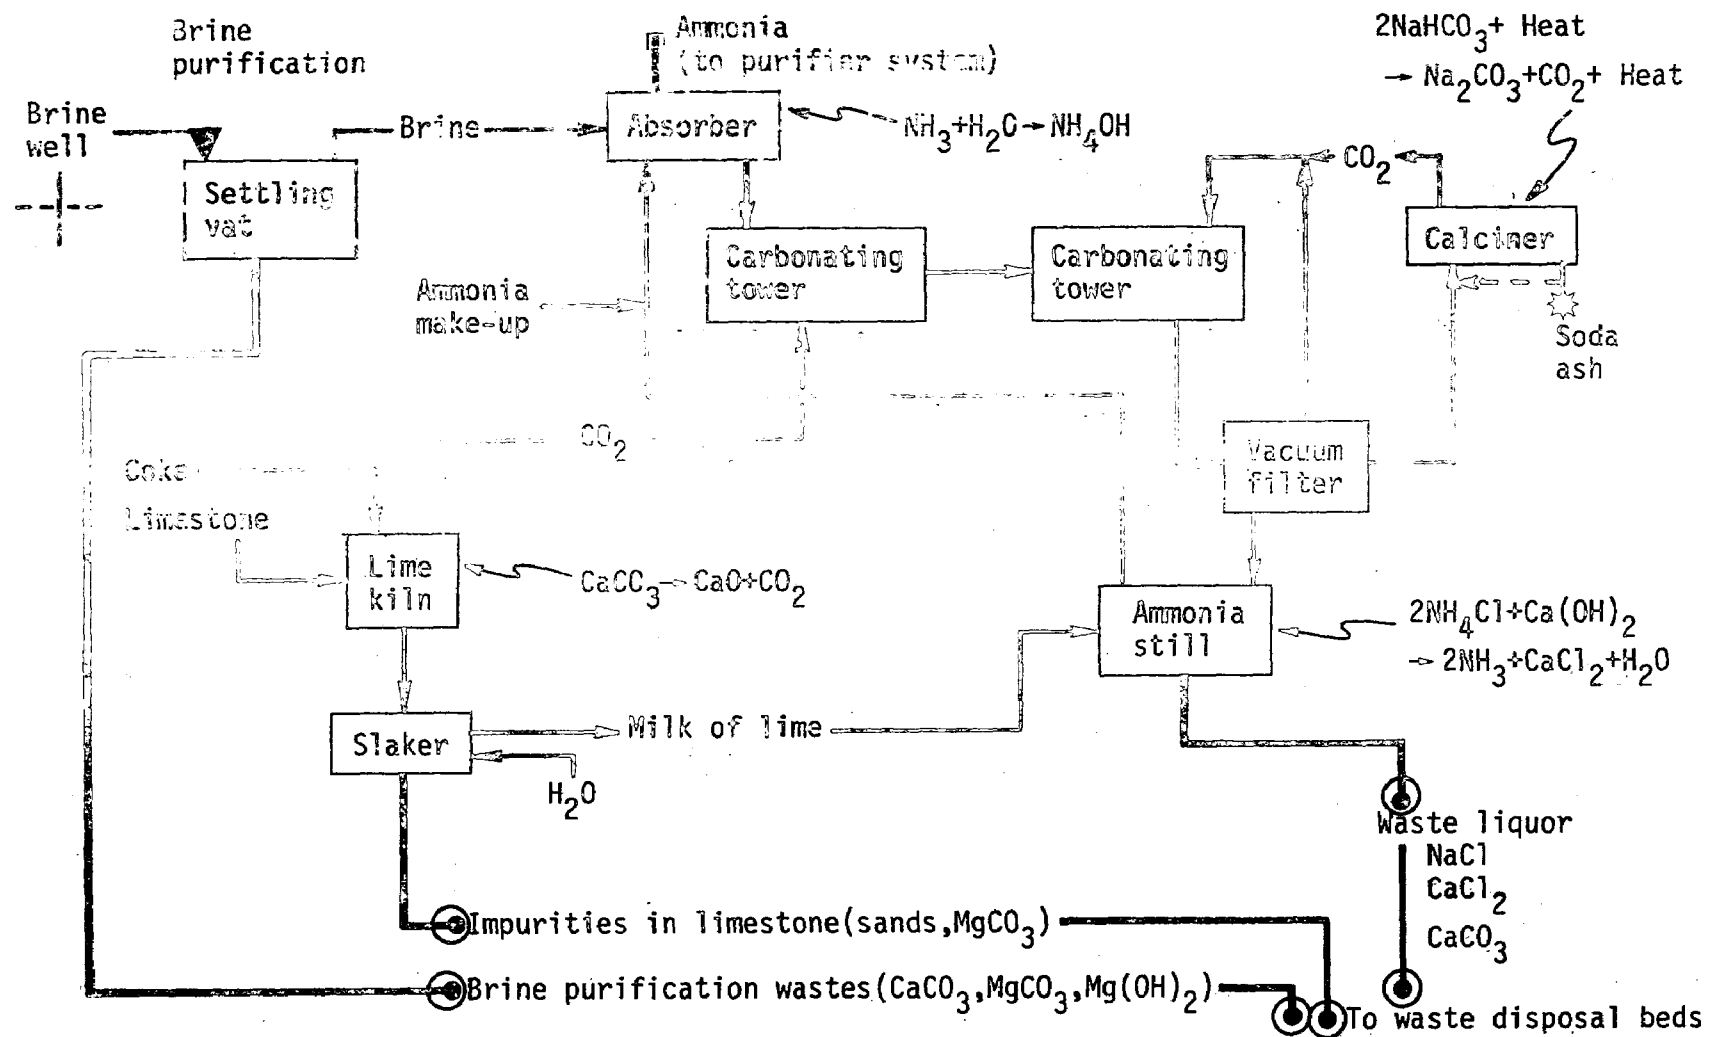 Brine
purification
Ammonia
(to purifier system)
2NaHCO₃+ Heat
→ Na₂CO₃+CO₂+ Heat
Brine
well
Brine
Absorber
NH₃+H₂O→NH₄OH
CO₂
Settling
vat
Calciner
Carbonating
tower
Carbonating
tower
Ammonia
make-up
Soda
ash
CO₂
Vacuum
filter
Coke
Limestone
Lime
kiln
CaCO₃→CaO+CO₂
Ammonia
still
2NH₄Cl+Ca(OH)₂
→ 2NH₃+CaCl₂+H₂O
Slaker
Milk of lime
H₂O
Waste liquor
NaCl
CaCl₂
CaCO₃
Impurities in limestone(sands,MgCO₃)
Brine purification wastes(CaCO₃,MgCO₃,Mg(OH)₂)
To waste disposal beds